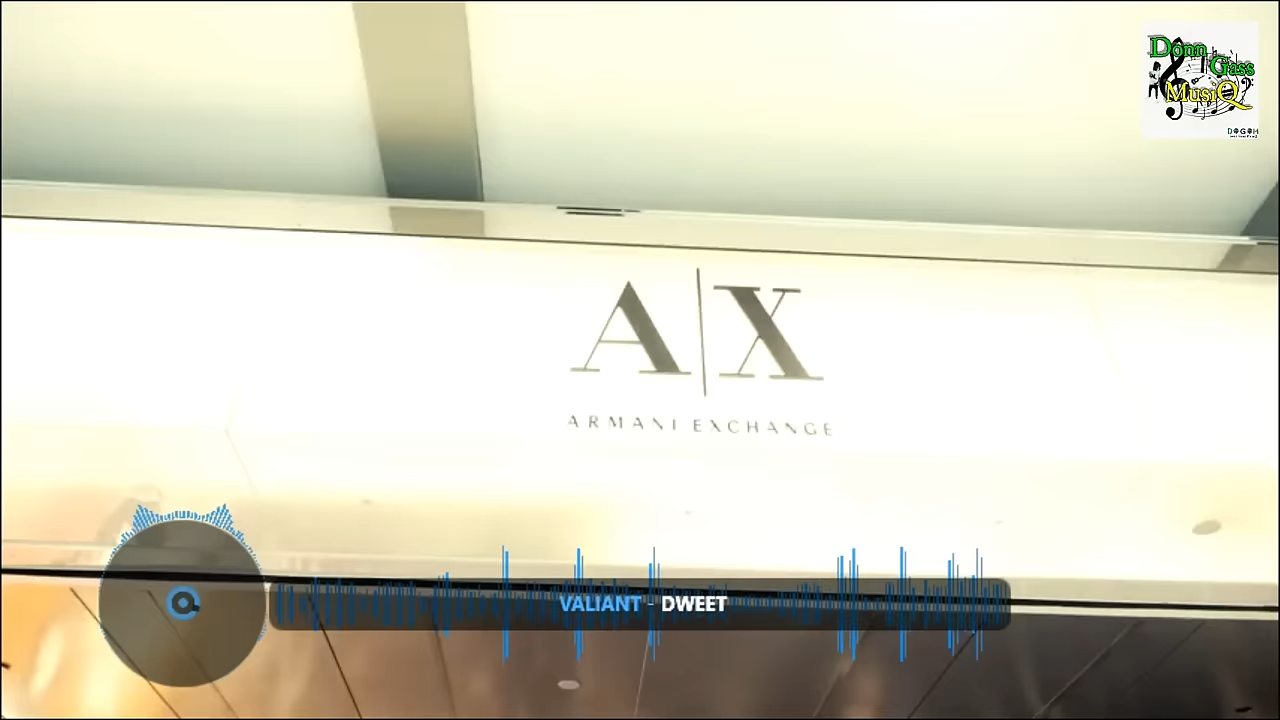 Donn
Gass
MusiQ
A|X
ARMANI EXCHANGE
VALIANT - DWEET